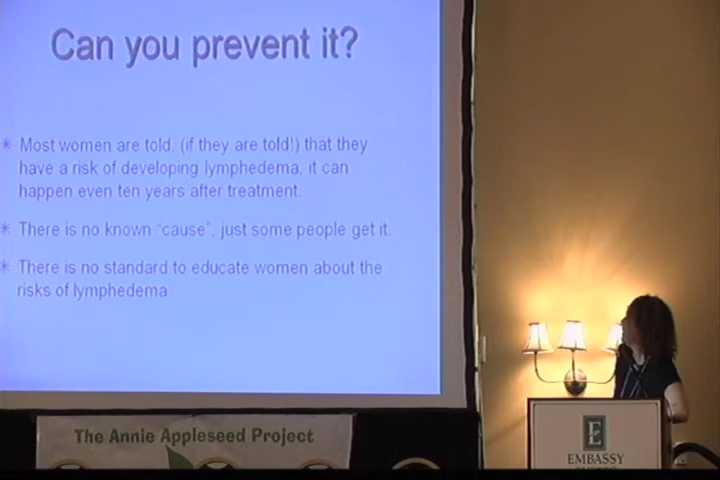 Can you prevent it?
* Most women are told, (if they are told!) that they
have a risk of developing lymphedema, it can
happen even ten years after treatment.
* There is no known "cause", just some people get it.
* There is no standard to educate women about the
risks of lymphedema
The Annie Appleseed Project
E
EMBASSY